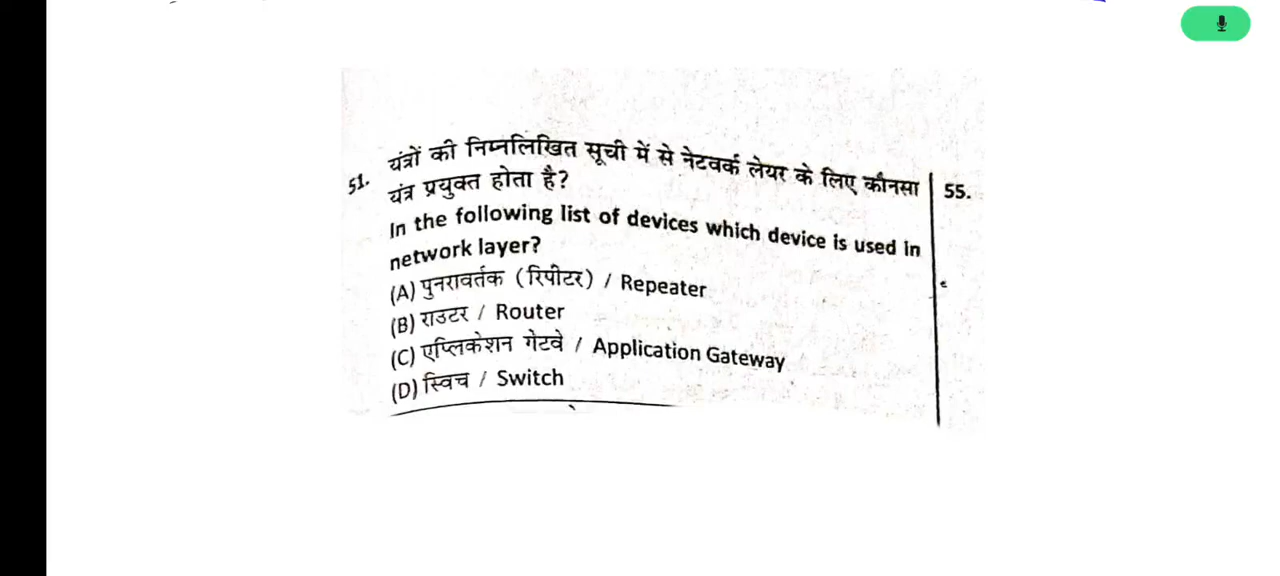 51. यंत्रों की निम्नलिखित सूची में से नेटवर्क लेयर के लिए कौनसा
यंत्र प्रयुक्त होता है?
In the following list of devices which device is used in
network layer?
(A) पुनरावर्तक (रिपीटर) / Repeater
(B) राउटर / Router
(C) एप्लिकेशन गेटवे / Application Gateway
(D) स्विच / Switch
55.